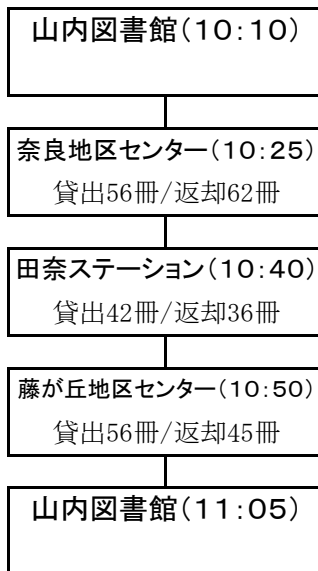 山内図書館(10:10)
奈良地区センター(10:25)
貸出56冊/返却62冊
田奈ステーション(10:40)
貸出42冊/返却36冊
藤が丘地区センター(10:50)
貸出56冊/返却45冊
山内図書館(11:05)